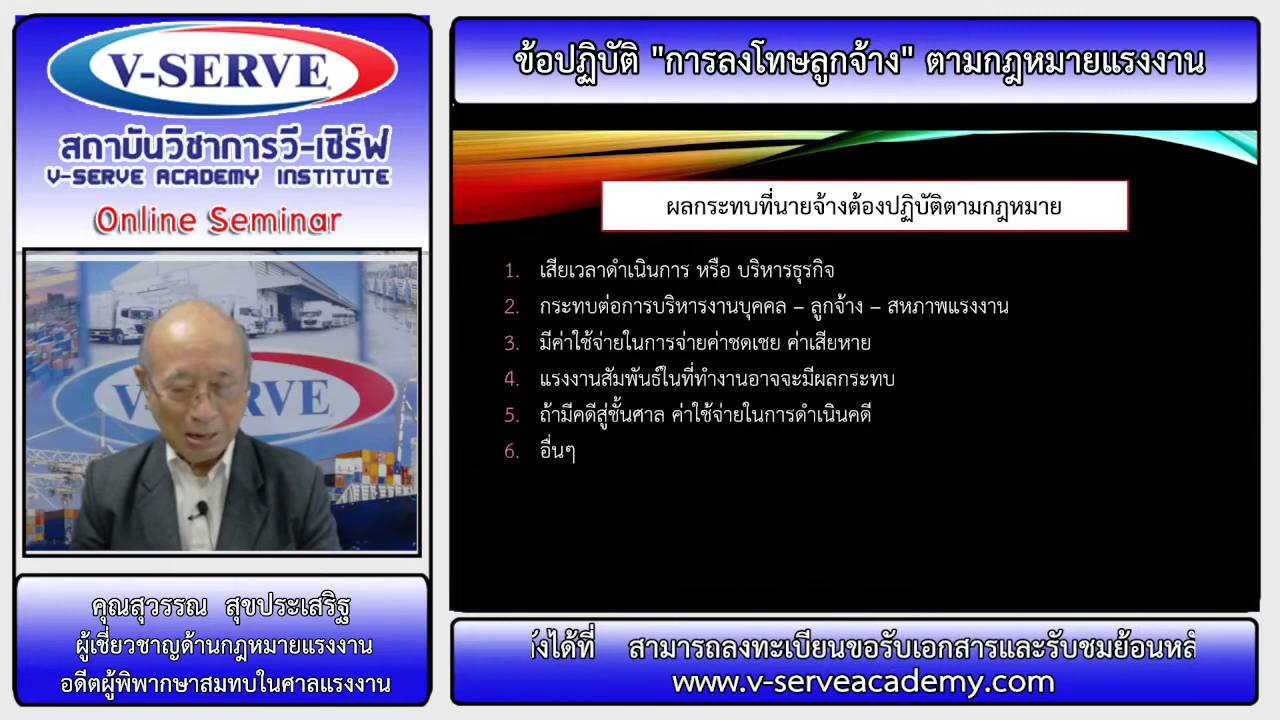 V-SERVE
สถาบันวิชาการวี-เซิร์ฟ
V-SERVE ACADEMY INSTITUTE
Online Seminar
คุณสุวรรณ สุขประเสริฐ
ผู้เชี่ยวชาญด้านกฎหมายแรงงาน
อดีตผู้พิพากษาสมทบในศาลแรงงาน
ข้อปฏิบัติ "การลงโทษลูกจ้าง" ตามกฎหมายแรงงาน
ผลกระทบที่นายจ้างต้องปฏิบัติตามกฎหมาย
1. เสียเวลาดำเนินการ หรือ บริหารธุรกิจ
2. กระทบต่อการบริหารงานบุคคล – ลูกจ้าง – สหภาพแรงงาน
3. มีค่าใช้จ่ายในการจ่ายค่าชดเชย ค่าเสียหาย
4. แรงงานสัมพันธ์ในที่ทำงานอาจจะมีผลกระทบ
5. ถ้ามีคดีสู่ชั้นศาล ค่าใช้จ่ายในการดำเนินคดี
6. อื่นๆ
ังได้ที่ สามารถลงทะเบียนขอรับเอกสารและรับชมย้อนหลั
www.v-serveacademy.com